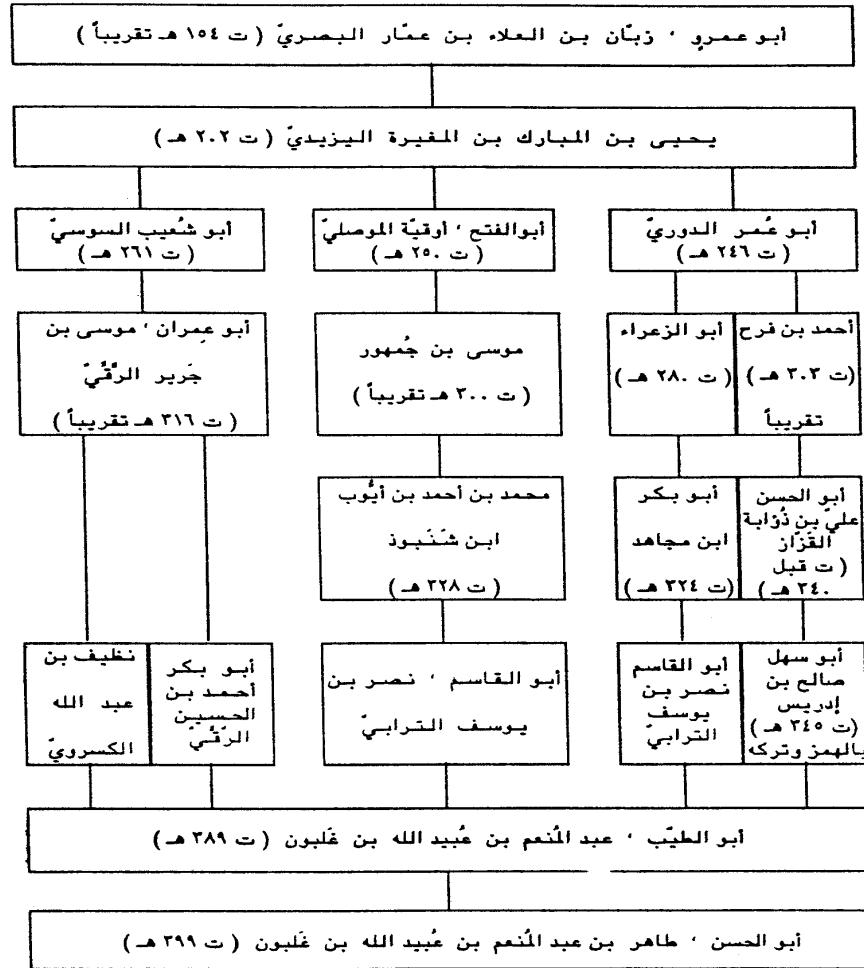 أبو عمرو ، زبّان بن العلاء بن عمّار البصريّ ( ت ١٥٤ هـ تقريباً )
يحيى بن المبارك بن المغيرة اليزيديّ ( ت ٢٠٢ هـ )
أبو عُمر الدوريّ
( ت ٢٤٦ هـ )
أبوالفتح ، أوقيّة الموصليّ
( ت ٢٥٠ هـ )
أبو شُعيب السوسيّ
( ت ٢٦١ هـ )
أحمد بن فرح
(ت ٣٠٣ هـ )
تقريباً
أبو الزعراء
( ت ٢٨٠ هـ )
موسى بن جُمهور
( ت ٣٠٠ هـ تقريباً )
أبو عِمران ، موسى بن
جَرير الرَّقِّيّ
( ت ٣١٦ هـ تقريباً )
أبو الحسن
عليّ بن ذُؤابة
القَزّاز
( ت قبل
٣٤٠ هـ )
أبو بكر
ابن مجاهد
(ت ٣٢٤ هـ )
محمد بن أحمد بن أيُّوب
ابن شَنَبوذ
( ت ٣٢٨ هـ )
أبو سهل
صالح بن
إدريس
(ت ٣٤٥ هـ )
بالهمز وتركه
أبو القاسم
نصر بن
يوسف
الترابيّ
أبو القاسم ، نصر بن
يوسف الترابيّ
أبو بكر
أحمد بن
الحسين
الرّقّيّ
نظيف بن
عبد الله
الكسرويّ
أبو الطيّب ، عبد المُنعم بن عُبيد الله بن غَلبون ( ت ٣٨٩ هـ )
أبو الحسن ، طاهر بن عبد المُنعم بن عُبيد الله بن غَلبون ( ت ٣٩٩ هـ )